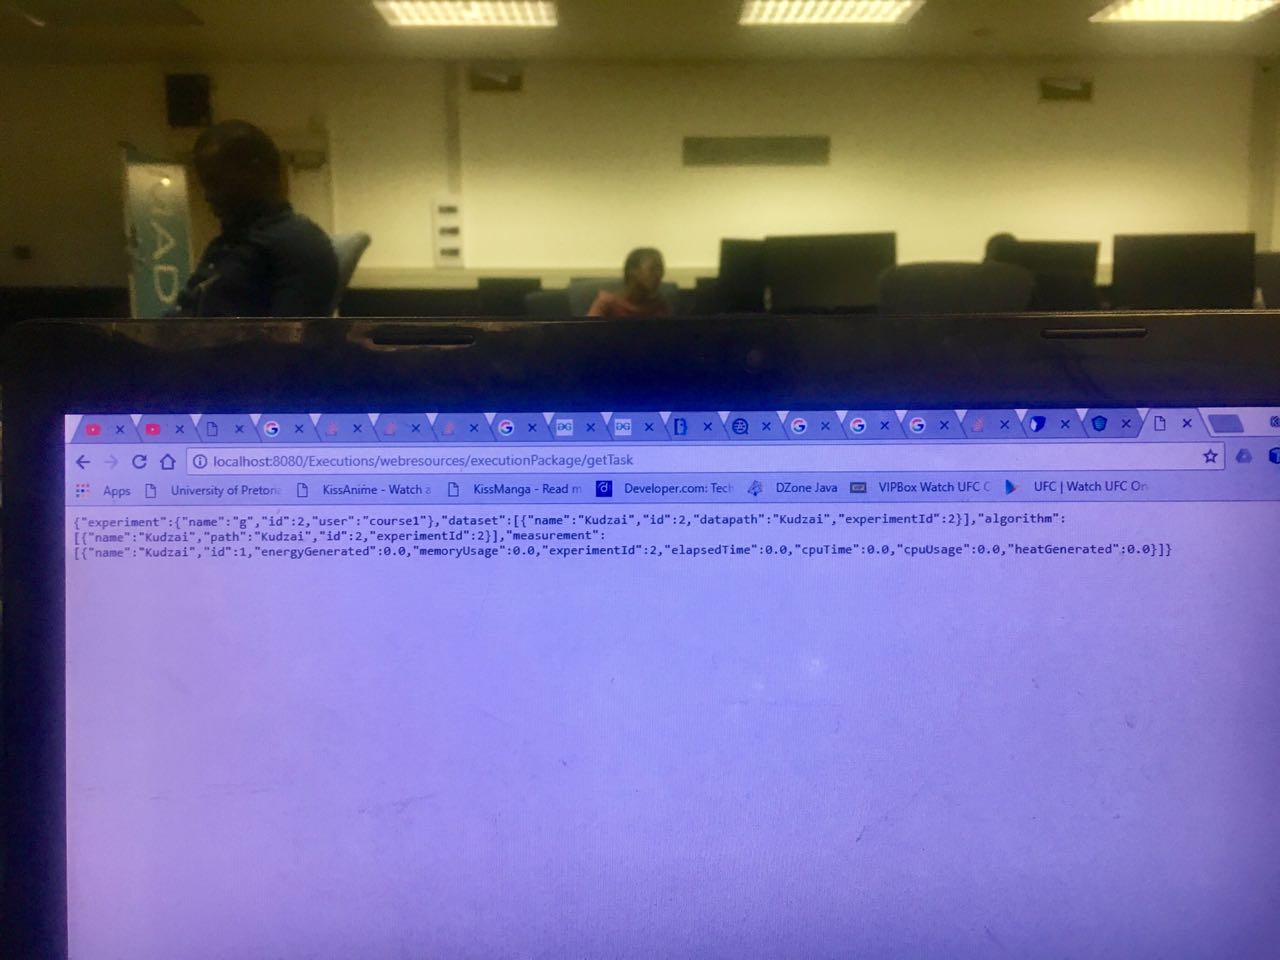 UAD
localhost:8080/Executions/webresources/executionPackage/getTask
Apps University of Pretoria KissAnime - Watch a KissManga - Read m Developer.com: Tech DZone Java VIPBox Watch UFC UFC | Watch UFC On
{"experiment":{"name":"g","id":2,"user":"course1"},"dataset":[{"name":"Kudzai","id":2,"datapath":"Kudzai","experimentId":2}],"algorithm":
[{"name":"Kudzai","path":"Kudzai","id":2,"experimentId":2}],"measurement":
[{"name":"Kudzai","id":1,"energyGenerated":0.0,"memoryUsage":0.0,"experimentId":2,"elapsedTime":0.0,"cpuTime":0.0,"cpuUsage":0.0,"heatGenerated":0.0}]}